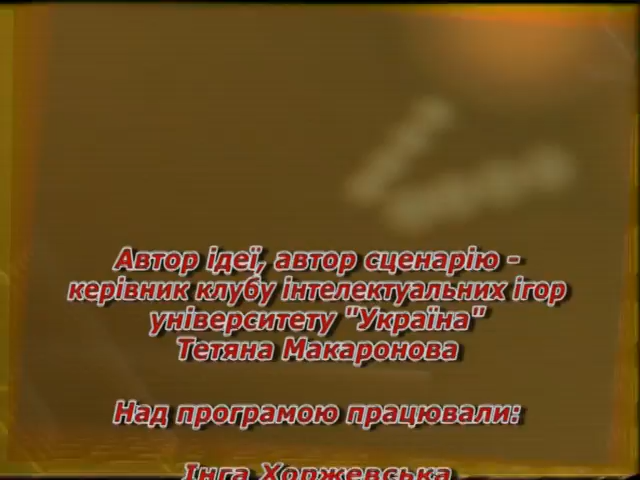 Автор ідеї, автор сценарію -
керівник клубу інтелектуальних ігор
університету "Україна"
Тетяна Макаронова
Над програмою працювали:
Інга Хоржевська